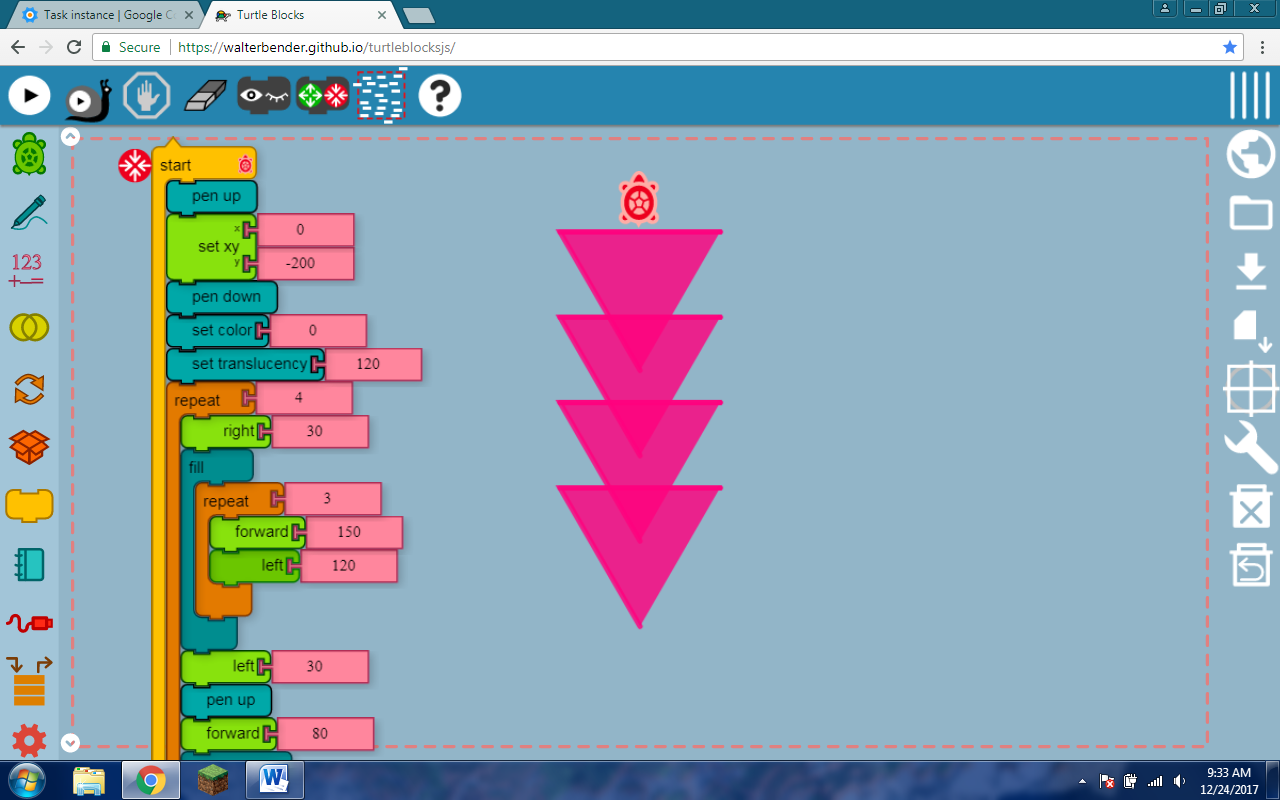 Task instance | Google C
Turtle Blocks
Secure
https://walterbender.github.io/turtleblocksjs/
?
start
pen up
x 0
set xy
y -200
pen down
set color 0
set translucency 120
repeat 4
right 30
fill
repeat 3
forward 150
left 120
left 30
pen up
forward 80
123
+-=
W
9:33 AM
12/24/2017